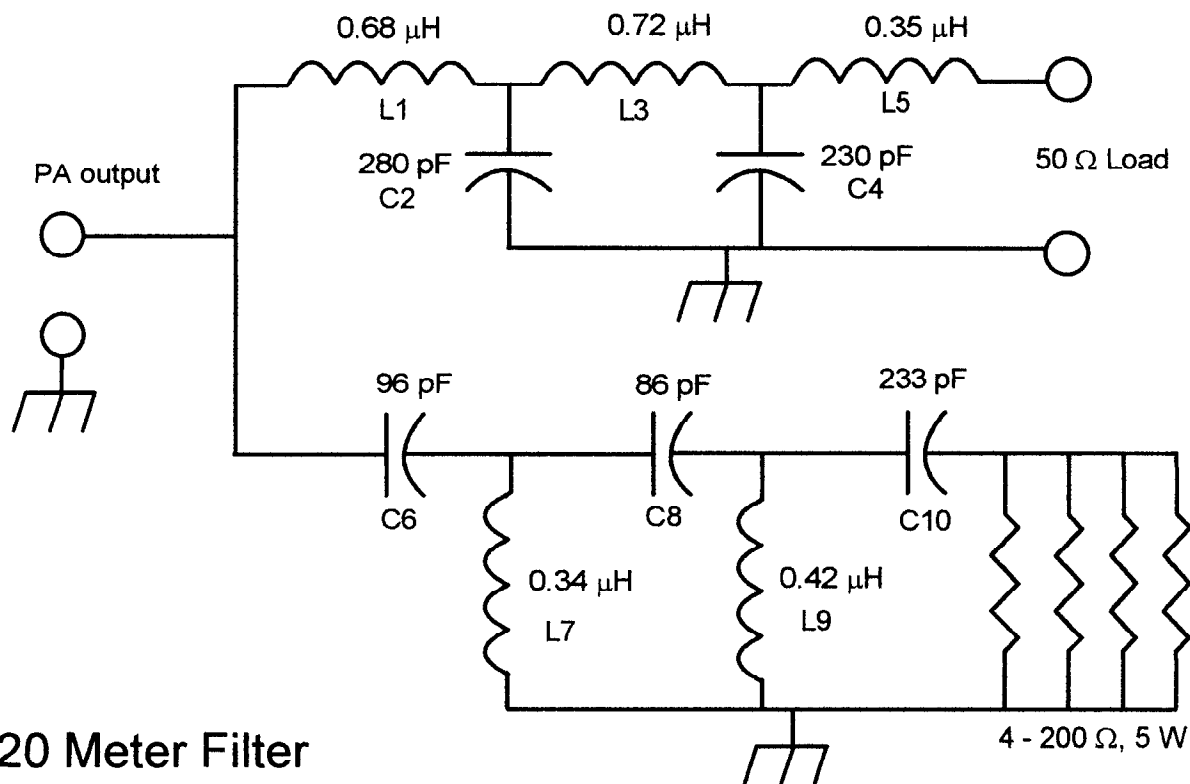 0.68 μH
0.72 μH
0.35 μH
L1
L3
L5
PA output
280 pF
C2
230 pF
C4
50 Ω Load
96 pF
86 pF
233 pF
C6
C8
C10
0.34 μH
L7
0.42 μH
L9
20 Meter Filter
4 - 200 Ω, 5 W